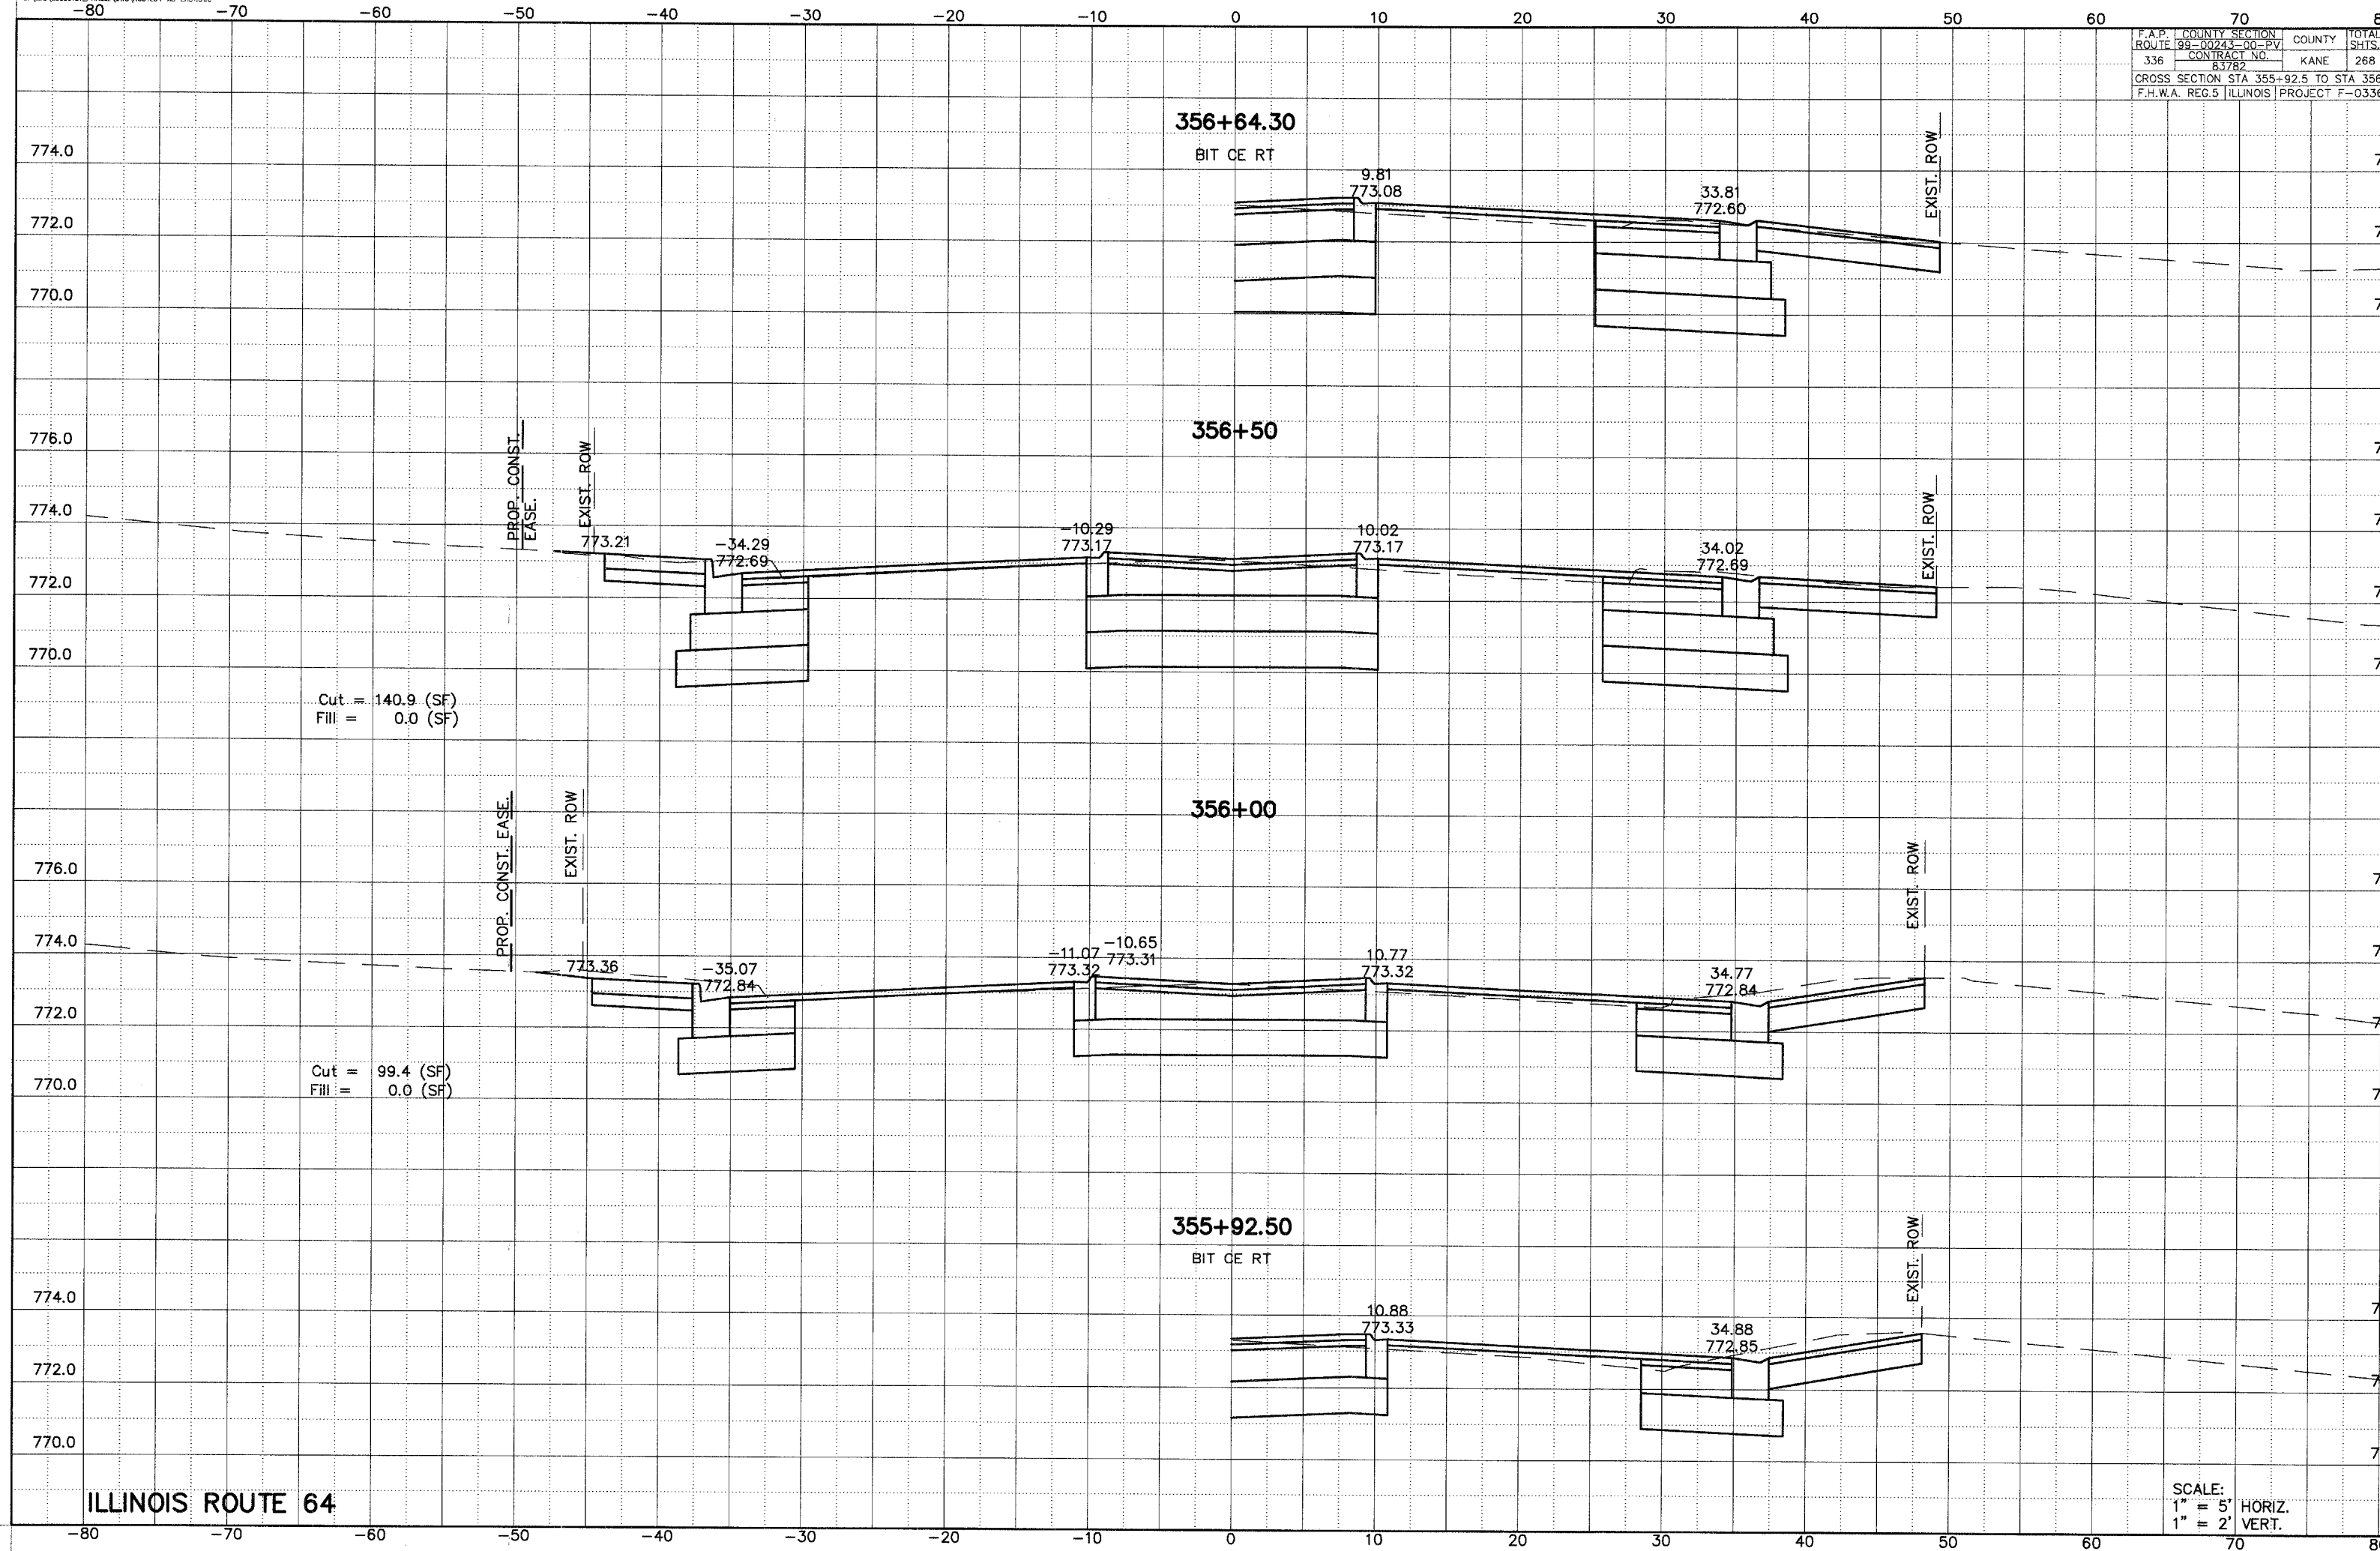 -80 -70 -60 -50 -40 -30 -20 -10 0 10 20 30 40 50 60 70
F.A.P. ROUTE COUNTY SECTION 99-00243-00-PV COUNTY TOTAL SHTS.
336 CONTRACT NO. 83782 KANE 268
CROSS SECTION STA 355+92.5 TO STA 356
F.H.W.A. REG.5 ILLINOIS PROJECT F-0336
356+64.30
BIT CE RT
774.0
9.81
773.08
33.81
772.60
EXIST. ROW
772.0
770.0
356+50
776.0
PROP. CONST. EASE.
EXIST. ROW
774.0
773.21
-34.29
772.69
-10.29
773.17
10.02
773.17
34.02
772.69
EXIST. ROW
772.0
770.0
Cut = 140.9 (SF)
Fill = 0.0 (SF)
356+00
776.0
PROP. CONST. EASE.
EXIST. ROW
774.0
773.36
-35.07
772.84
-11.07
773.32
-10.65
773.31
10.77
773.32
34.77
772.84
EXIST. ROW
772.0
770.0
Cut = 99.4 (SF)
Fill = 0.0 (SF)
355+92.50
BIT CE RT
774.0
10.88
773.33
34.88
772.85
EXIST. ROW
772.0
770.0
ILLINOIS ROUTE 64
SCALE:
1" = 5' HORIZ.
1" = 2' VERT.
-80 -70 -60 -50 -40 -30 -20 -10 0 10 20 30 40 50 60 70